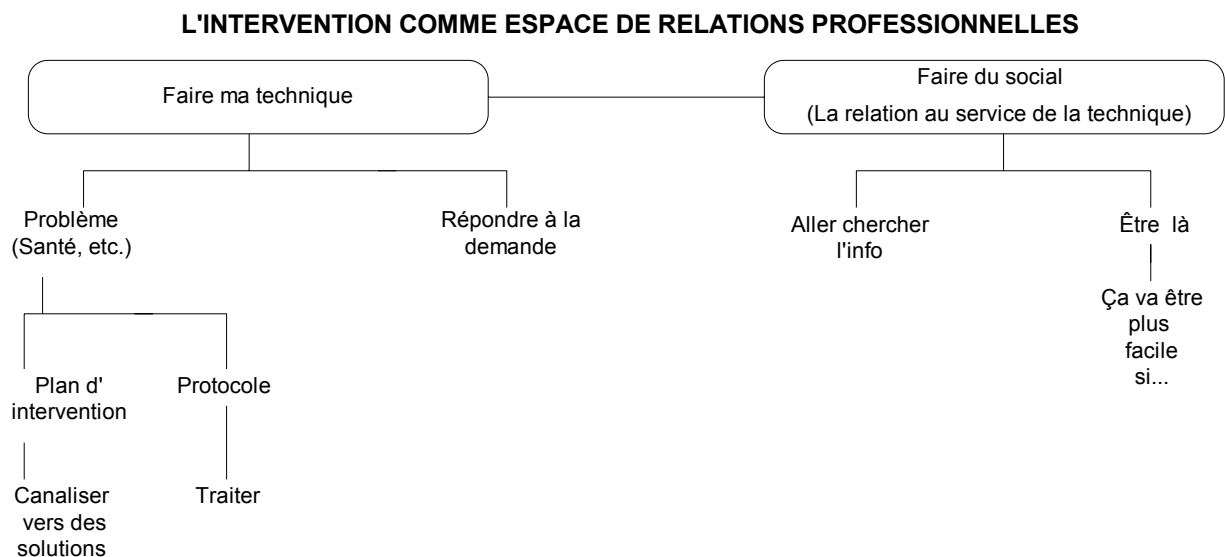 L'INTERVENTION COMME ESPACE DE RELATIONS PROFESSIONNELLES
Faire ma technique
Faire du social
(La relation au service de la technique)
Problème
(Santé, etc.)
Répondre à la
demande
Aller chercher
l'info
Être là
Ça va être
plus
facile
si...
Plan d'
intervention
Protocole
Canaliser
vers des
solutions
Traiter